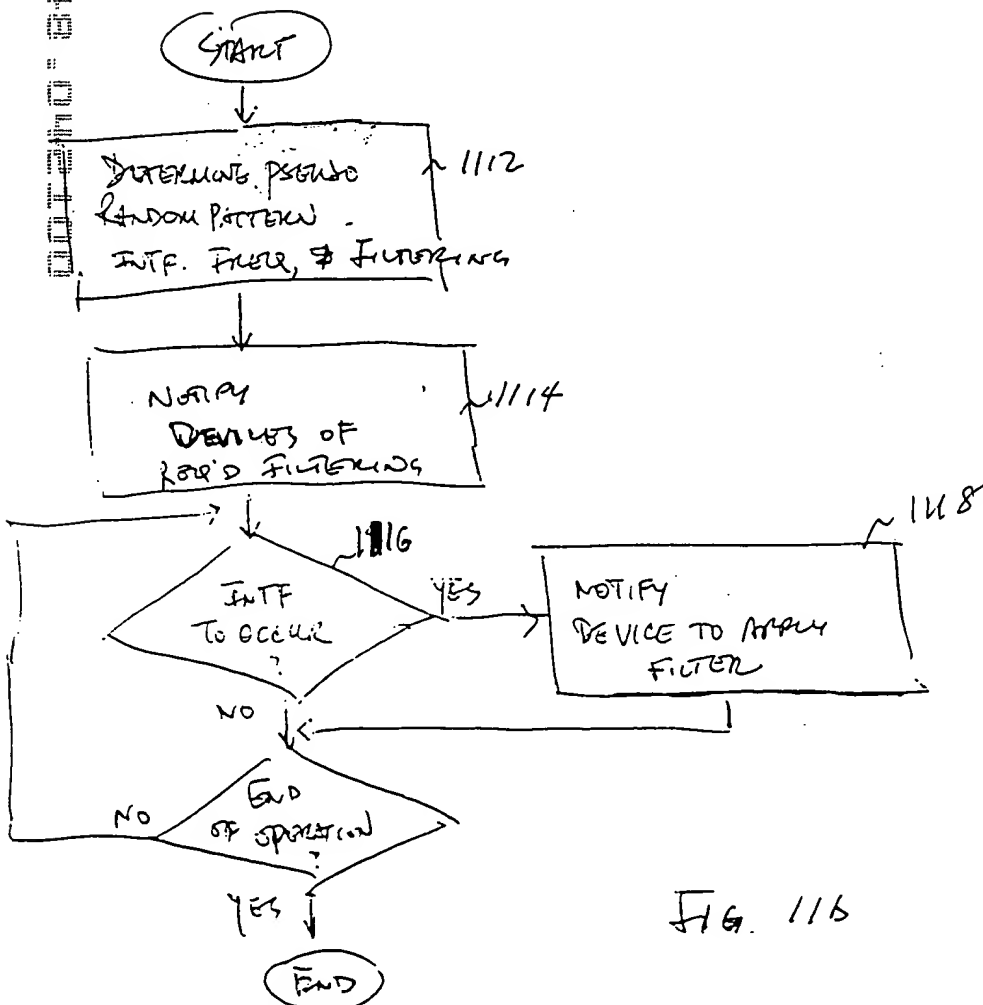 START
DETERMINE PSEUDO
RANDOM PATTERN
INTF. FREQ, & FILTERING
1112
NOTIFY
DEVICES OF
REQ'D FILTERING
1114
1116
INTF
TO OCCUR
?
YES
NO
1118
NOTIFY
DEVICE TO APPLY
FILTER
END
OF OPERATION
?
NO
YES
END
FIG. 11b